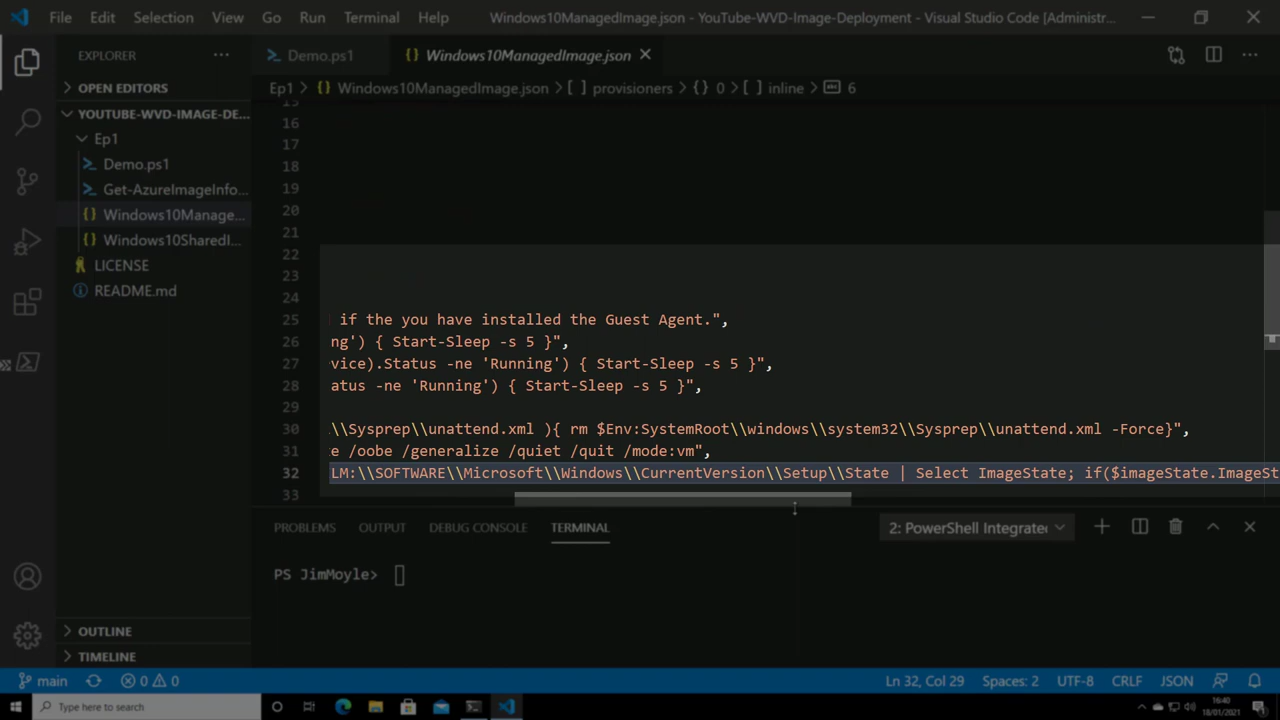 File Edit Selection View Go Run Terminal Help Windows10ManagedImage.json - YouTube-WVD-Image-Deployment - Visual Studio Code [Administr...
EXPLORER
Demo.ps1
Windows10ManagedImage.json
OPEN EDITORS
Ep1 > {} Windows10ManagedImage.json > [ ] provisioners > {} 0 > [ ] inline > 6
YOUTUBE-WVD-IMAGE-DE...
Ep1
Demo.ps1
Get-AzureImageInfo...
Windows10Manage...
Windows10SharedI...
LICENSE
README.md
15
16
17
18
19
20
21
22
23
24
25 if the you have installed the Guest Agent.",
26 ng') { Start-Sleep -s 5 }",
27 vice).Status -ne 'Running') { Start-Sleep -s 5 }",
28 atus -ne 'Running') { Start-Sleep -s 5 }",
29
30 \\Sysprep\\unattend.xml ){ rm $Env:SystemRoot\\windows\\system32\\Sysprep\\unattend.xml -Force}",
31 e /oobe /generalize /quiet /quit /mode:vm",
32 LM:\\SOFTWARE\\Microsoft\\Windows\\CurrentVersion\\Setup\\State | Select ImageState; if($imageState.ImageSt
33
PROBLEMS OUTPUT DEBUG CONSOLE TERMINAL 2: PowerShell Integrate
PS JimMoyle>
OUTLINE
TIMELINE
main 0 0 Ln 32, Col 29 Spaces: 2 UTF-8 CRLF JSON
Type here to search
16:40
18/01/2021